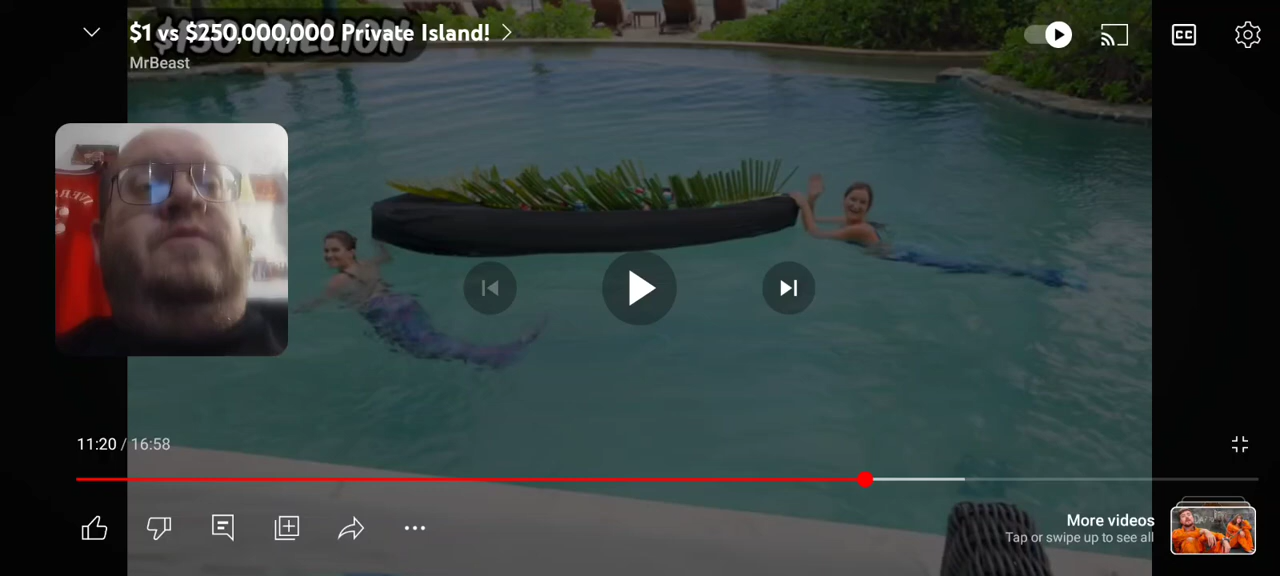 $1 vs $250,000,000 Private Island!
$150 MILLION
MrBeast
CC
11:20 / 16:58
More videos
Tap or swipe up to see all